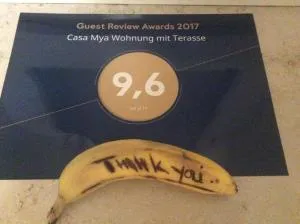 Guest Review Awards 2017
Casa Mya Wohnung mit Terasse
9,6
THANK you..